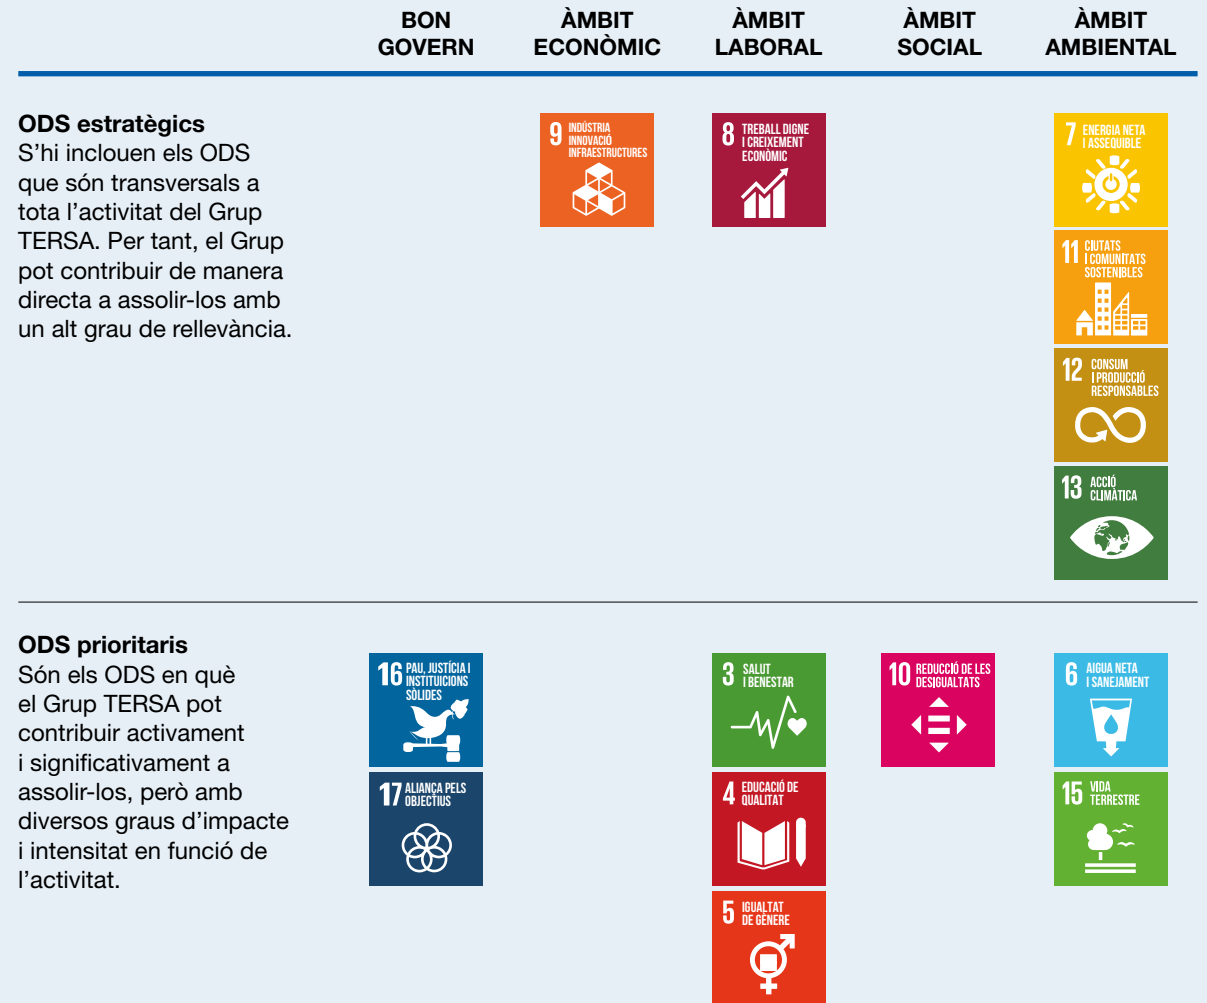 BON
GOVERN
ÀMBIT
ECONÒMIC
ÀMBIT
LABORAL
ÀMBIT
SOCIAL
ÀMBIT
AMBIENTAL
ODS estratègics
S’hi inclouen els ODS
que són transversals a
tota l’activitat del Grup
TERSA. Per tant, el Grup
pot contribuir de manera
directa a assolir-los amb
un alt grau de rellevància.
9 INDÚSTRIA
INNOVACIÓ
INFRAESTRUCTURES
8 TREBALL DIGNE
I CREIXEMENT
ECONÒMIC
7 ENERGIA NETA
I ASSEQUIBLE
11 CIUTATS
I COMUNITATS
SOSTENIBLES
12 CONSUM
I PRODUCCIÓ
RESPONSABLES
13 ACCIÓ
CLIMÀTICA
ODS prioritaris
Són els ODS en què
el Grup TERSA pot
contribuir activament
i significativament a
assolir-los, però amb
diversos graus d’impacte
i intensitat en funció de
l’activitat.
16 PAU, JUSTÍCIA I
INSTITUICIONS
SÒLIDES
17 ALIANÇA PELS
OBJECTIUS
3 SALUT
I BENESTAR
4 EDUCACIÓ DE
QUALITAT
5 IGUALTAT
DE GÈNERE
10 REDUCCIÓ DE LES
DESIGUALTATS
6 AIGUA NETA
I SANEJAMENT
15 VIDA
TERRESTRE